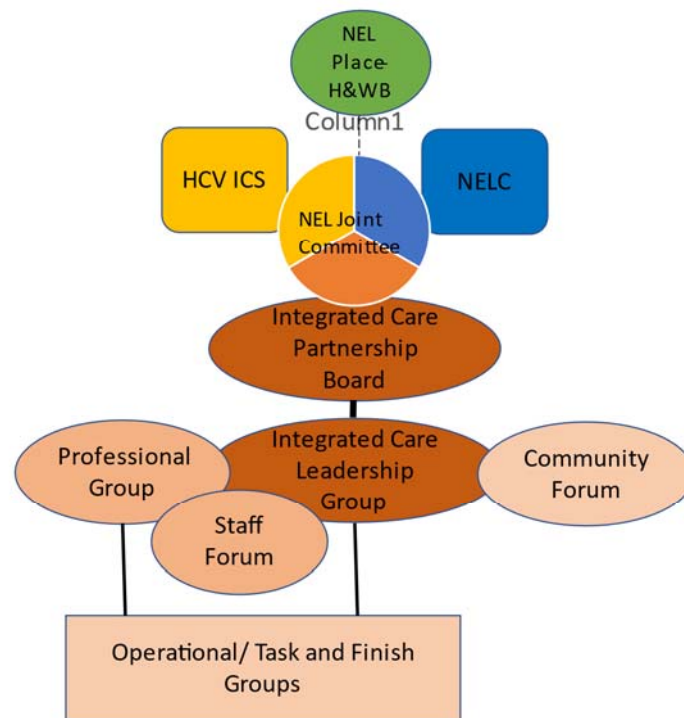 NEL
Place-
H&WB
Column1
HCV ICS
NELC
NEL Joint
Committee
Integrated Care
Partnership
Board
Professional
Group
Integrated Care
Leadership
Group
Community
Forum
Staff
Forum
Operational/ Task and Finish
Groups